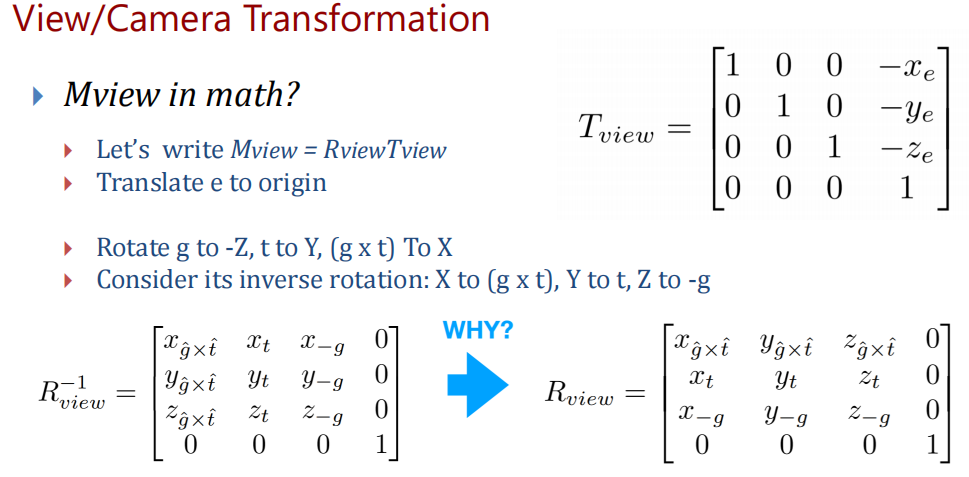 View/Camera Transformation
Mview in math?
Let's write Mview = RviewTview
Translate e to origin
T_{view} = \begin{bmatrix} 1 & 0 & 0 & -x_e \\ 0 & 1 & 0 & -y_e \\ 0 & 0 & 1 & -z_e \\ 0 & 0 & 0 & 1 \end{bmatrix}
Rotate g to -Z, t to Y, (g x t) To X
Consider its inverse rotation: X to (g x t), Y to t, Z to -g
R_{view}^{-1} = \begin{bmatrix} x_{\hat{g}\times\hat{t}} & x_t & x_{-g} & 0 \\ y_{\hat{g}\times\hat{t}} & y_t & y_{-g} & 0 \\ z_{\hat{g}\times\hat{t}} & z_t & z_{-g} & 0 \\ 0 & 0 & 0 & 1 \end{bmatrix}
WHY?
R_{view} = \begin{bmatrix} x_{\hat{g}\times\hat{t}} & y_{\hat{g}\times\hat{t}} & z_{\hat{g}\times\hat{t}} & 0 \\ x_t & y_t & z_t & 0 \\ x_{-g} & y_{-g} & z_{-g} & 0 \\ 0 & 0 & 0 & 1 \end{bmatrix}